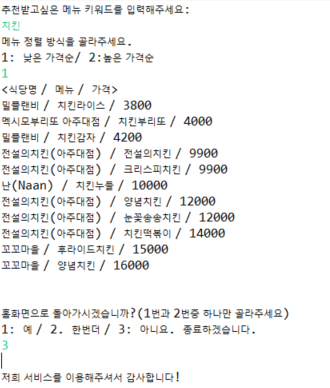 추천받고싶은 메뉴 키워드를 입력해주세요:
치킨
메뉴 정렬 방식을 골라주세요.
1: 낮은 가격순/ 2:높은 가격순
1
<식당명 / 메뉴 / 가격>
밀플랜비 / 치킨라이스 / 3800
멕시모부리또 아주대점 / 치킨부리또 / 4000
밀플랜비 / 치킨감자 / 4200
전설의치킨(아주대점) / 전설의치킨 / 9900
전설의치킨(아주대점) / 크리스피치킨 / 9900
난(Naan) / 치킨누들 / 10000
전설의치킨(아주대점) / 양념치킨 / 12000
전설의치킨(아주대점) / 눈꽃송송치킨 / 12000
전설의치킨(아주대점) / 치킨떡볶이 / 14000
꼬꼬마을 / 후라이드치킨 / 15000
꼬꼬마을 / 양념치킨 / 16000
홈화면으로 돌아가시겠습니까?(1번과 2번중 하나만 골라주세요)
1: 예 / 2. 한번더 / 3: 아니요. 종료하겠습니다.
3
저희 서비스를 이용해주셔서 감사합니다!